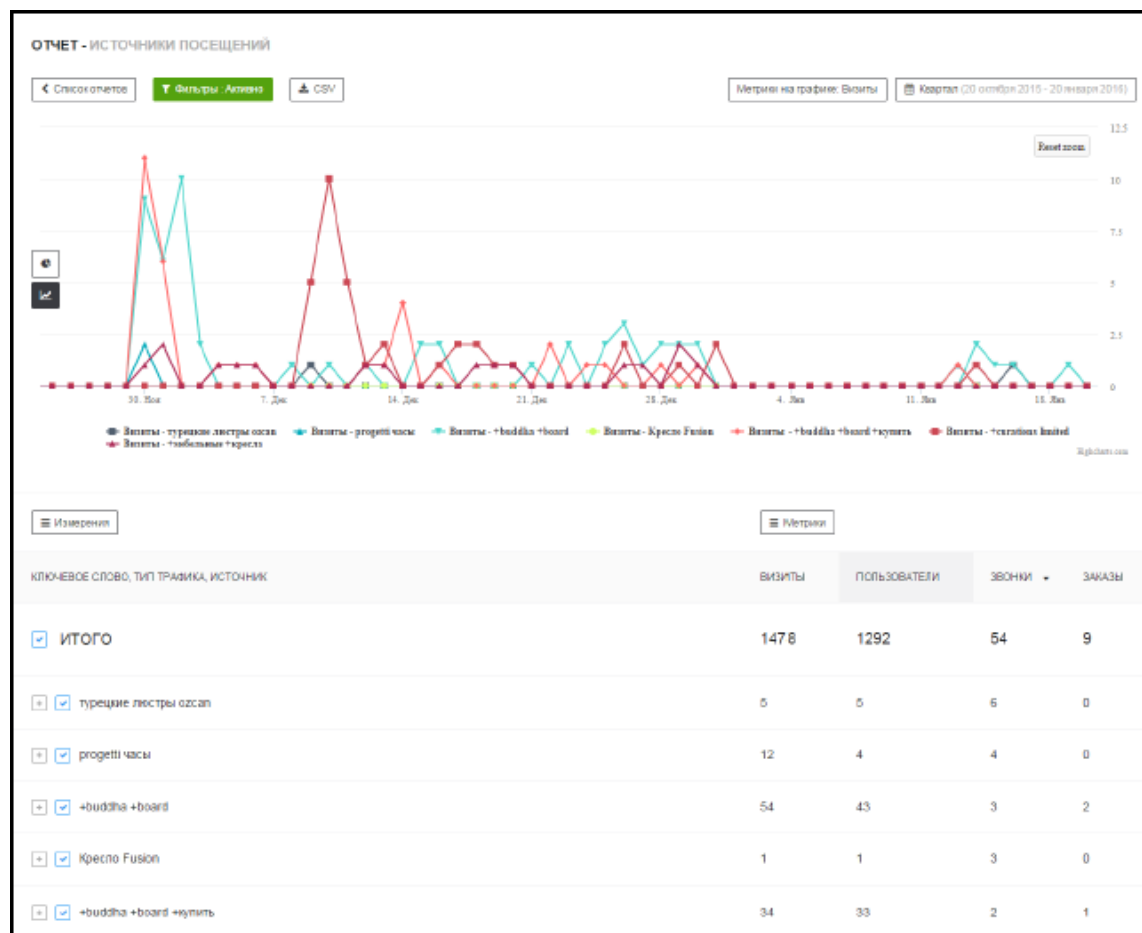 ОТЧЕТ - ИСТОЧНИКИ ПОСЕЩЕНИЙ
Список отчетов Фильтры: Активно CSV Метрики на графике: Визиты Квартал (20 октября 2015 - 20 января 2016)
12.5
Reset zoom
10
7.5
5
2.5
0
30. Ноя 7. Дек 14. Дек 21. Дек 28. Дек 4. Янв 11. Янв 18. Янв
Визиты - турецкие люстры ozcan Визиты - progetti часы Визиты - +buddha +board Визиты - Кресло Fusion Визиты - +buddha +board +купить Визиты - +curations limited
Визиты - +мебельные +кресла
Highcharts.com
Измерения Метрики
КЛЮЧЕВОЕ СЛОВО, ТИП ТРАФИКА, ИСТОЧНИК ВИЗИТЫ ПОЛЬЗОВАТЕЛИ ЗВОНКИ ЗАКАЗЫ
ИТОГО 1478 1292 54 9
турецкие люстры ozcan 5 5 6 0
progetti часы 12 4 4 0
+buddha +board 54 43 3 2
Кресло Fusion 1 1 3 0
+buddha +board +купить 34 33 2 1